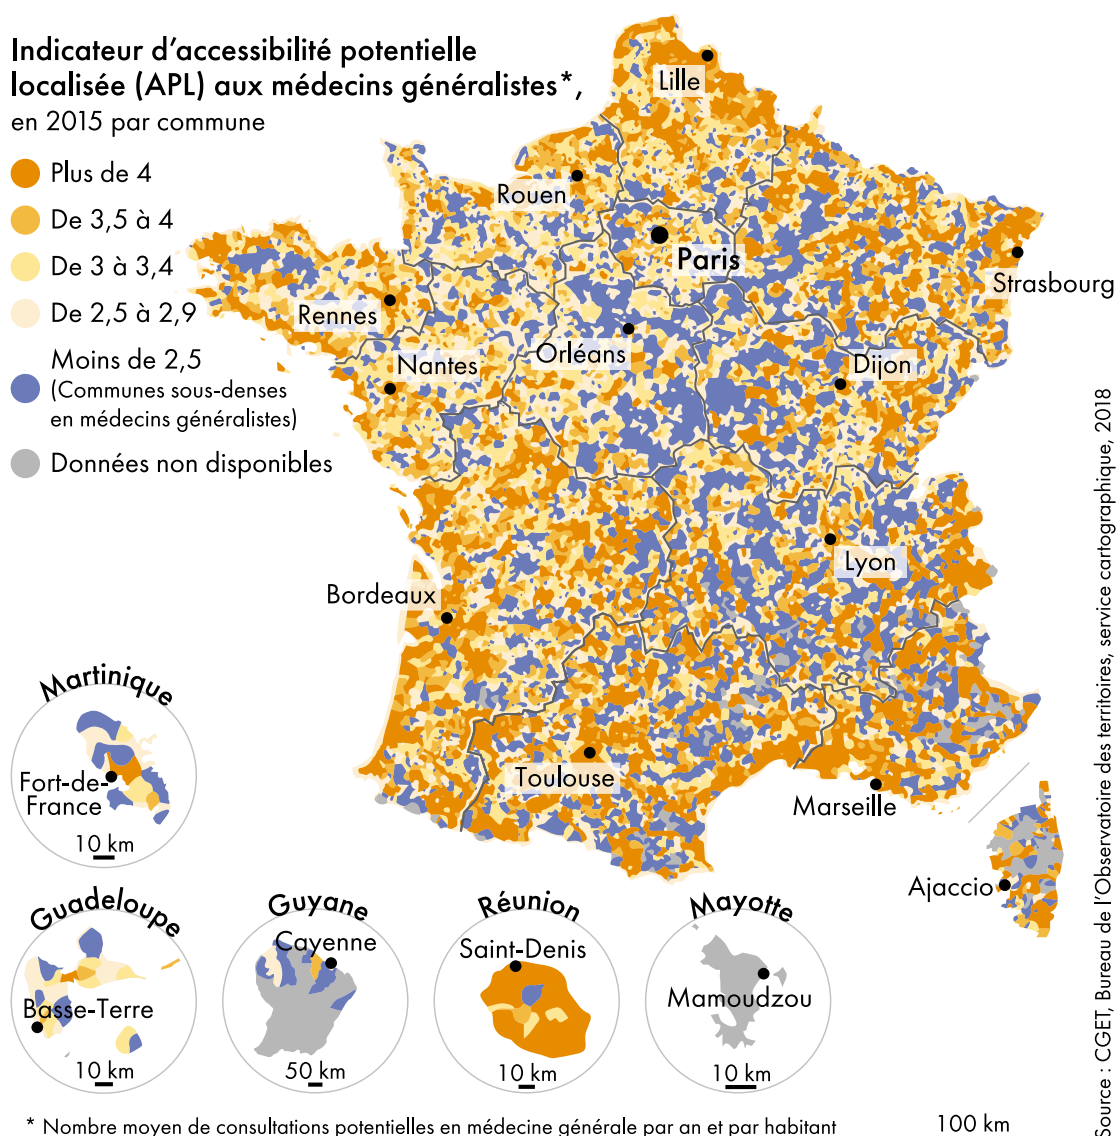 Indicateur d'accessibilité potentielle
localisée (APL) aux médecins généralistes*,
en 2015 par commune
Plus de 4
De 3,5 à 4
De 3 à 3,4
De 2,5 à 2,9
Moins de 2,5
(Communes sous-denses
en médecins généralistes)
Données non disponibles
Lille
Rouen
Paris
Strasbourg
Rennes
Orléans
Nantes
Dijon
Lyon
Bordeaux
Toulouse
Marseille
Ajaccio
Martinique
Fort-de-
France
10 km
Guadeloupe
Basse-Terre
10 km
Guyane
Cayenne
50 km
Réunion
Saint-Denis
10 km
Mayotte
Mamoudzou
10 km
100 km
* Nombre moyen de consultations potentielles en médecine générale par an et par habitant
Source : CGET, Bureau de l'Observatoire des territoires, service cartographique, 2018